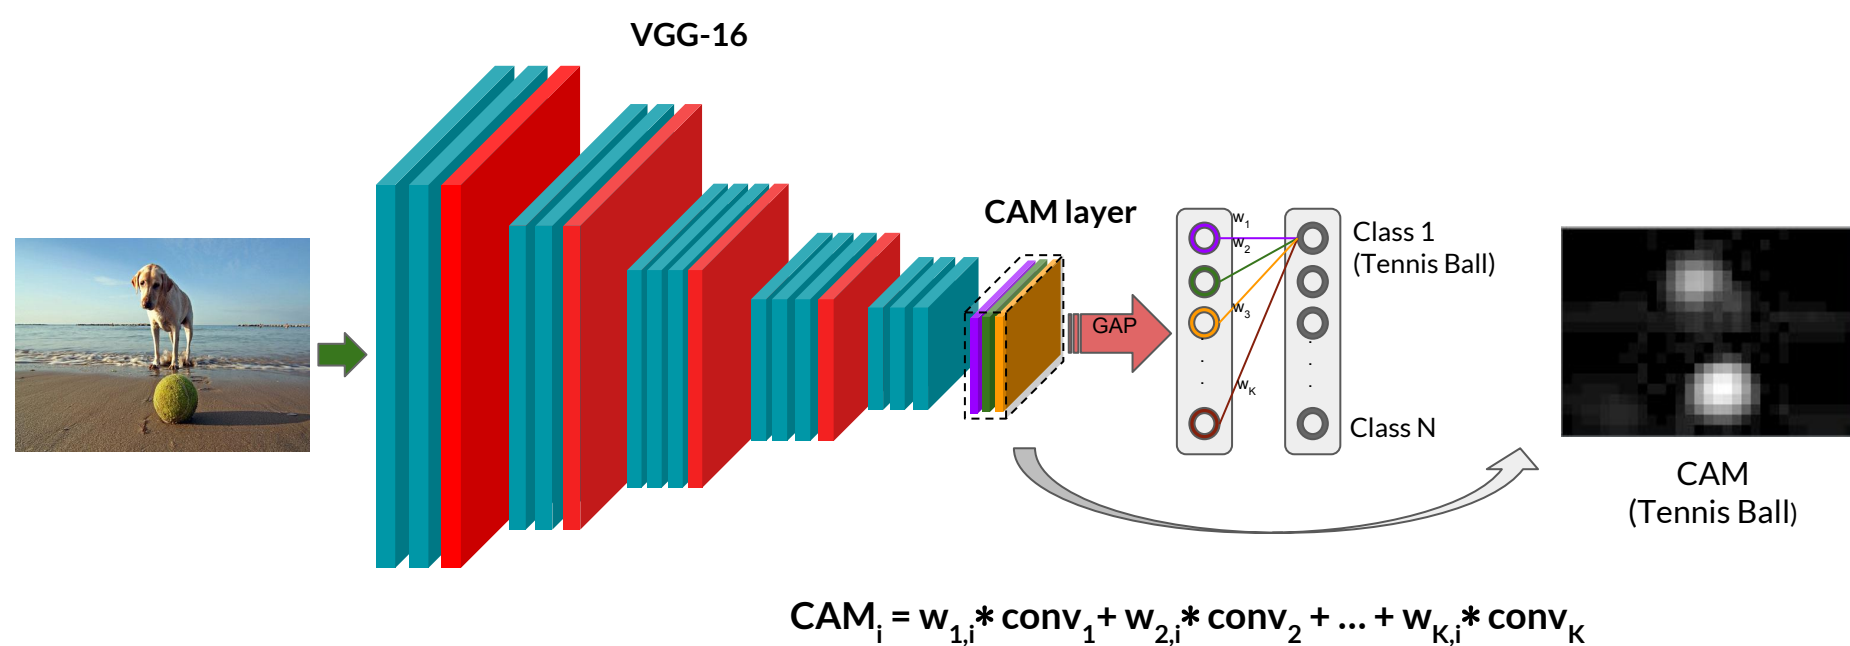 VGG-16
CAM layer
GAP
w1
w2
w3
wK
Class 1
(Tennis Ball)
Class N
CAM
(Tennis Ball)
CAMi = w1,i* conv1+ w2,i* conv2 + ... + wK,i* convK